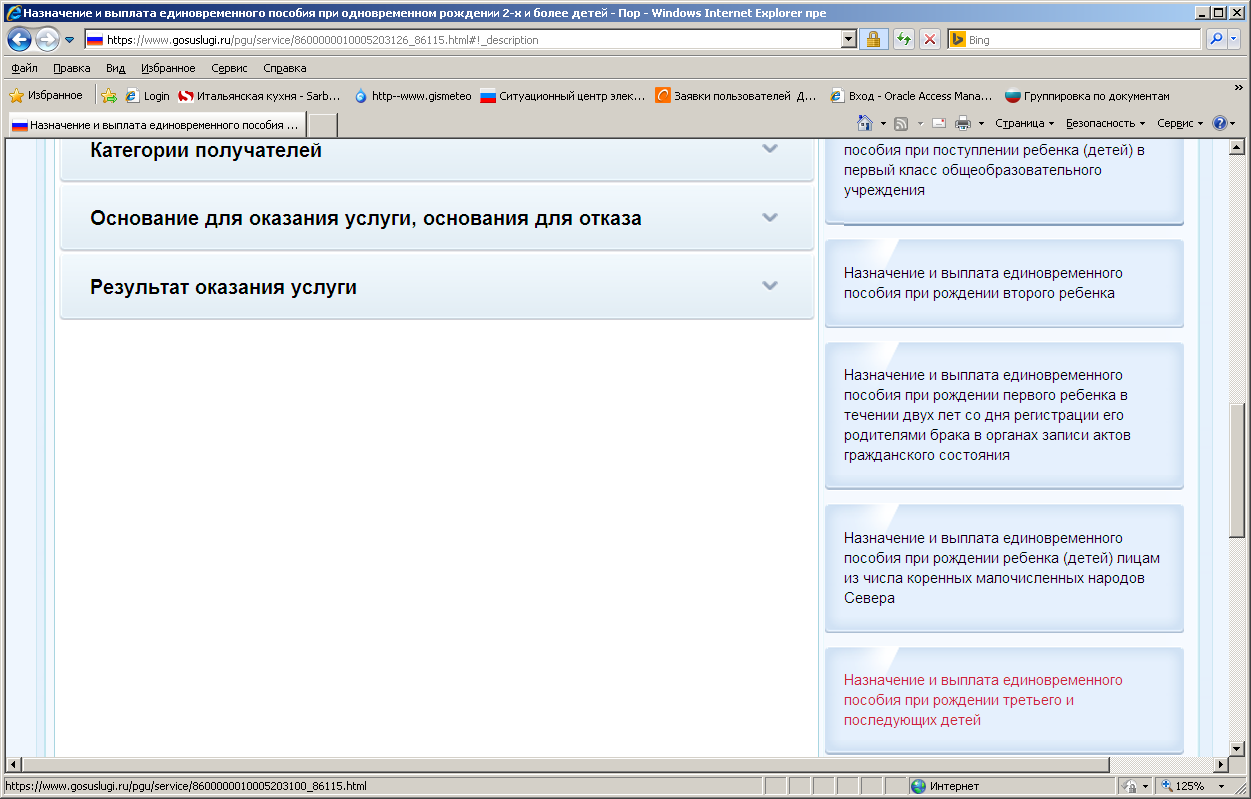 Назначение и выплата единовременного пособия при одновременном рождении 2-х и более детей - Пор - Windows Internet Explorer пре
https://www.gosuslugi.ru/pgu/service/8600000010005203126_86115.html#!_description
Bing
Файл Правка Вид Избранное Сервис Справка
Избранное Login Итальянская кухня - Sarb... http--www.gismeteo Ситуационный центр элек... Заявки пользователей Д... Вход - Oracle Access Mana... Группировка по документам
Назначение и выплата единовременного пособия ...
Страница Безопасность Сервис
Категории получателей
Основание для оказания услуги, основания для отказа
Результат оказания услуги
пособия при поступлении ребенка (детей) в
первый класс общеобразовательного
учреждения
Назначение и выплата единовременного
пособия при рождении второго ребенка
Назначение и выплата единовременного
пособия при рождении первого ребенка в
течении двух лет со дня регистрации его
родителями брака в органах записи актов
гражданского состояния
Назначение и выплата единовременного
пособия при рождении ребенка (детей) лицам
из числа коренных малочисленных народов
Севера
Назначение и выплата единовременного
пособия при рождении третьего и
последующих детей
https://www.gosuslugi.ru/pgu/service/8600000010005203100_86115.html
Интернет
125%